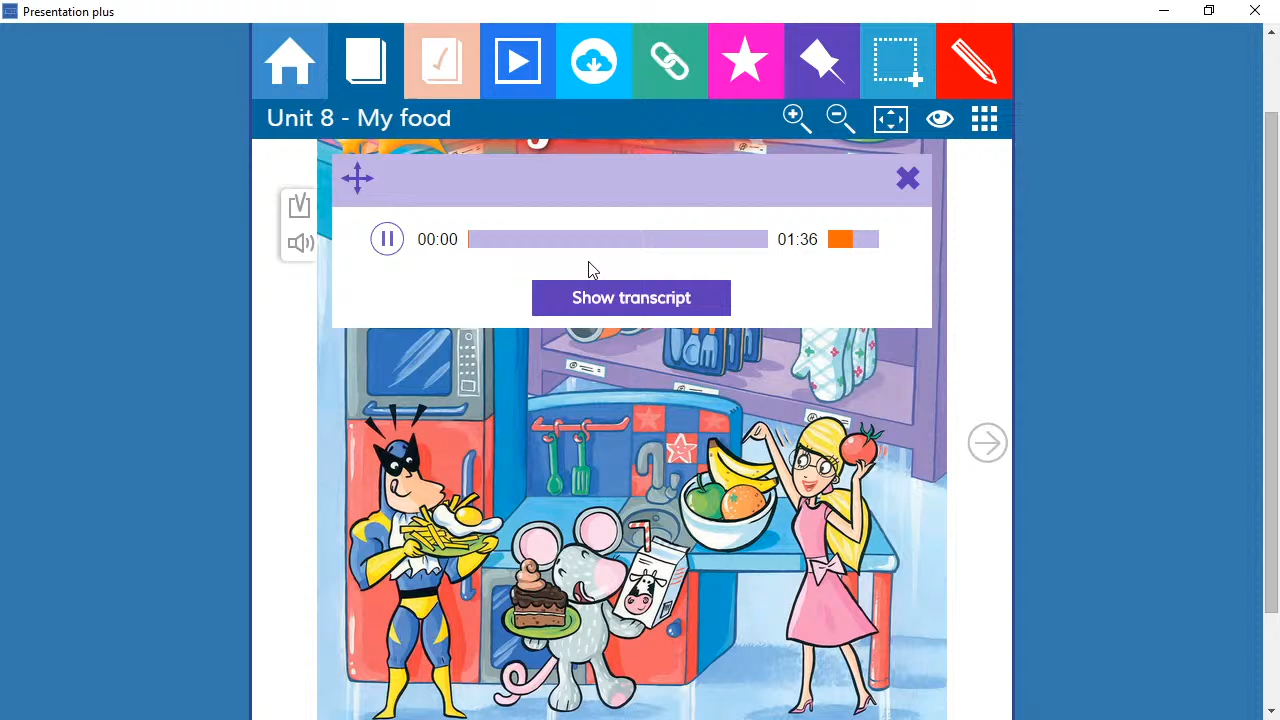 Presentation plus
Unit 8 - My food
00:00
01:36
Show transcript